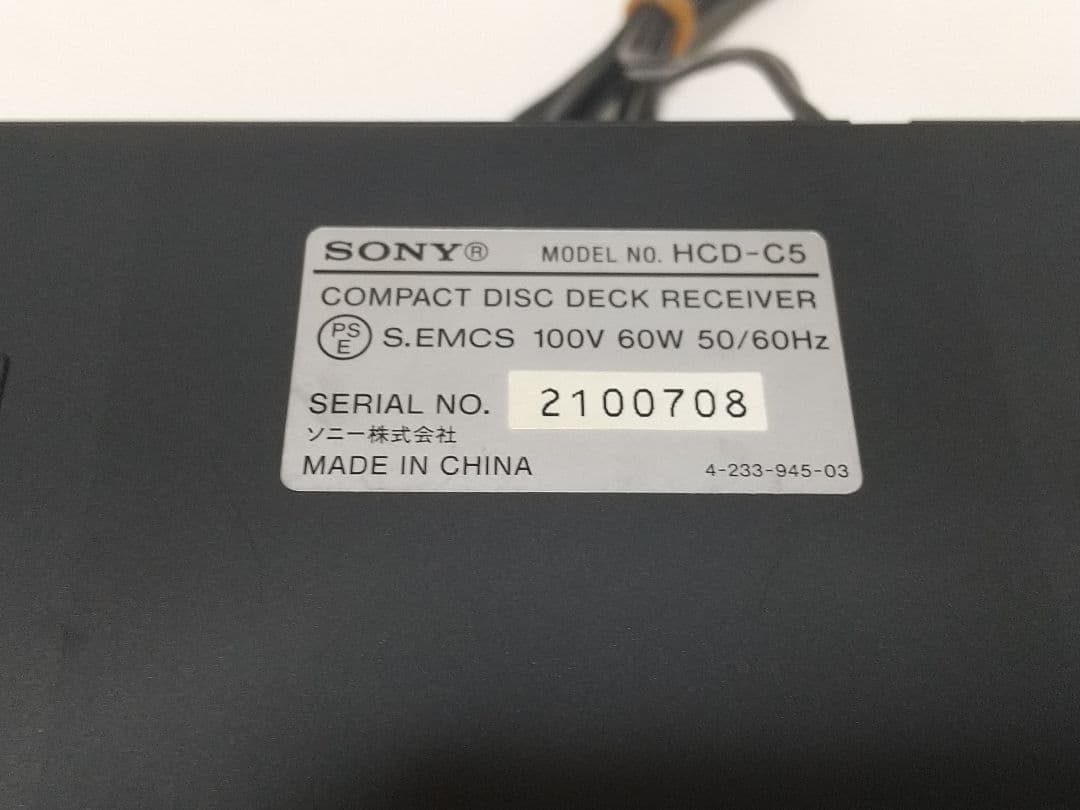 SONY® MODEL NO. HCD-C5
COMPACT DISC DECK RECEIVER
PSE S.EMCS 100V 60W 50/60Hz
SERIAL NO. 2100708
ソニー株式会社
MADE IN CHINA 4-233-945-03